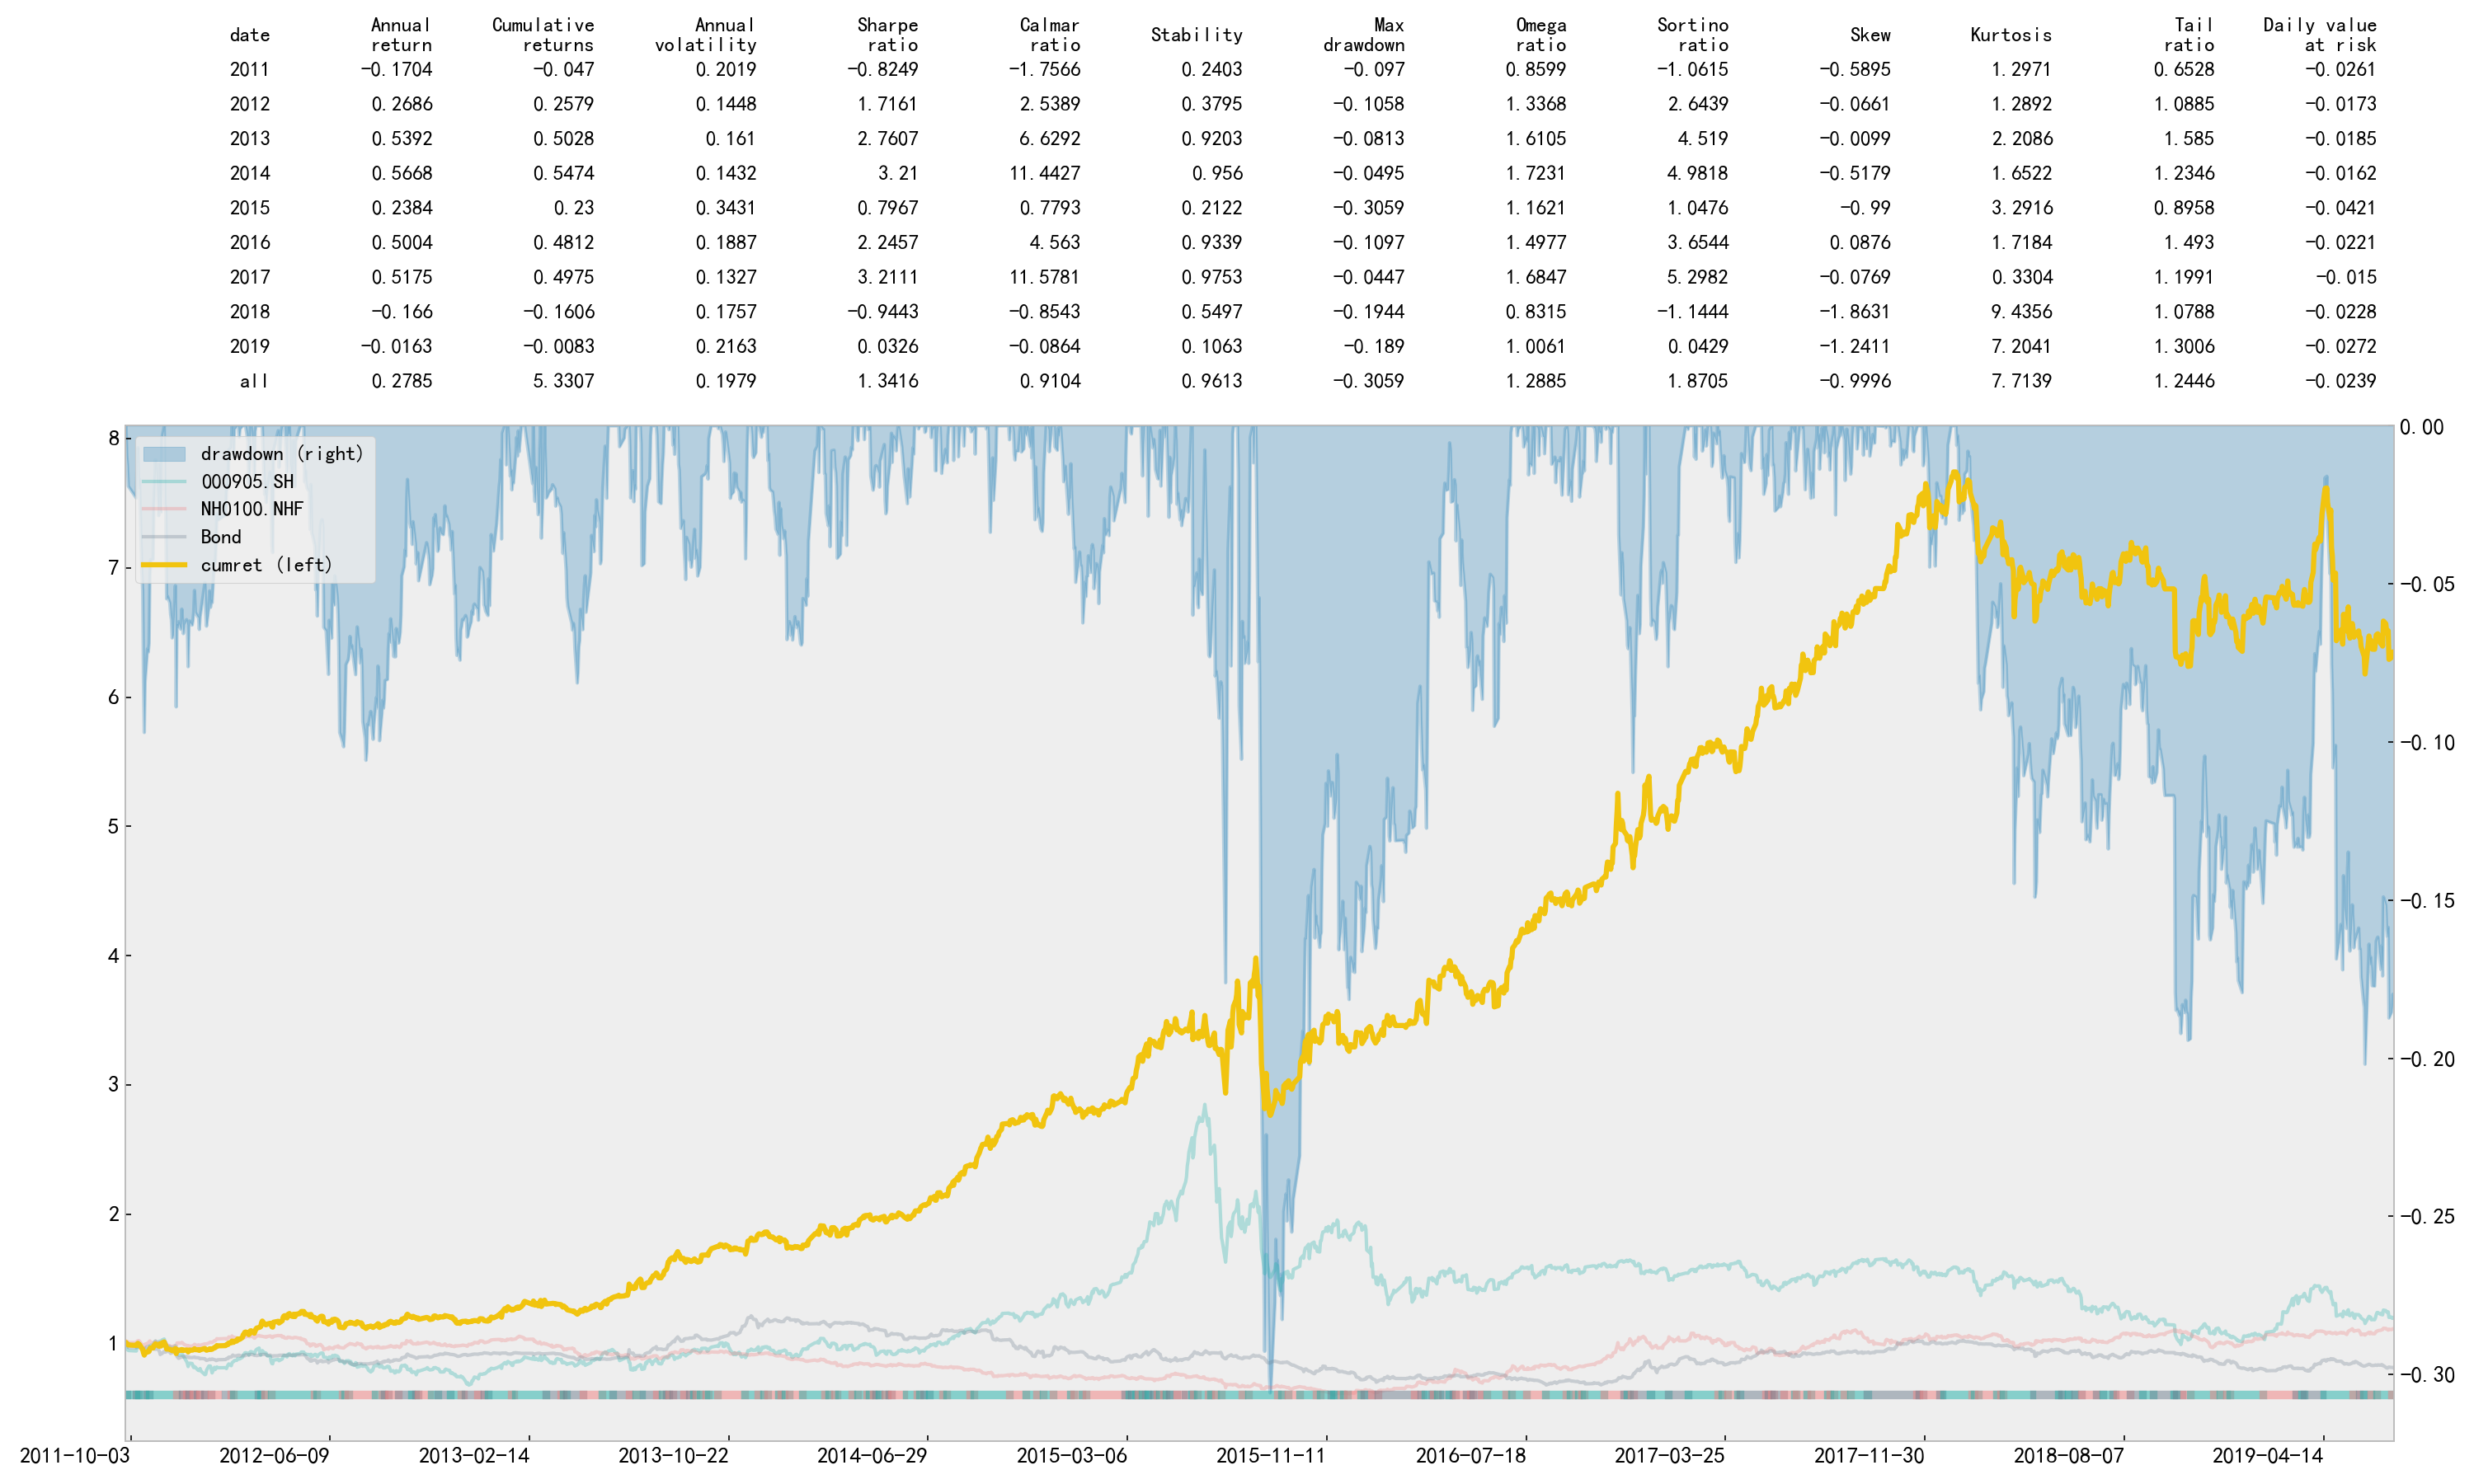 date Annual return Cumulative returns Annual volatility Sharpe ratio Calmar ratio Stability Max drawdown Omega ratio Sortino ratio Skew Kurtosis Tail ratio Daily value at risk
2011 -0.1704 -0.047 0.2019 -0.8249 -1.7566 0.2403 -0.097 0.8599 -1.0615 -0.5895 1.2971 0.6528 -0.0261
2012 0.2686 0.2579 0.1448 1.7161 2.5389 0.3795 -0.1058 1.3368 2.6439 -0.0661 1.2892 1.0885 -0.0173
2013 0.5392 0.5028 0.161 2.7607 6.6292 0.9203 -0.0813 1.6105 4.519 -0.0099 2.2086 1.585 -0.0185
2014 0.5668 0.5474 0.1432 3.21 11.4427 0.956 -0.0495 1.7231 4.9818 -0.5179 1.6522 1.2346 -0.0162
2015 0.2384 0.23 0.3431 0.7967 0.7793 0.2122 -0.3059 1.1621 1.0476 -0.99 3.2916 0.8958 -0.0421
2016 0.5004 0.4812 0.1887 2.2457 4.563 0.9339 -0.1097 1.4977 3.6544 0.0876 1.7184 1.493 -0.0221
2017 0.5175 0.4975 0.1327 3.2111 11.5781 0.9753 -0.0447 1.6847 5.2982 -0.0769 0.3304 1.1991 -0.015
2018 -0.166 -0.1606 0.1757 -0.9443 -0.8543 0.5497 -0.1944 0.8315 -1.1444 -1.8631 9.4356 1.0788 -0.0228
2019 -0.0163 -0.0083 0.2163 0.0326 -0.0864 0.1063 -0.189 1.0061 0.0429 -1.2411 7.2041 1.3006 -0.0272
all 0.2785 5.3307 0.1979 1.3416 0.9104 0.9613 -0.3059 1.2885 1.8705 -0.9996 7.7139 1.2446 -0.0239
drawdown (right)
000905.SH
NH0100.NHF
Bond
cumret (left)
8
7
6
5
4
3
2
1
0.00
-0.05
-0.10
-0.15
-0.20
-0.25
-0.30
2011-10-03 2012-06-09 2013-02-14 2013-10-22 2014-06-29 2015-03-06 2015-11-11 2016-07-18 2017-03-25 2017-11-30 2018-08-07 2019-04-14